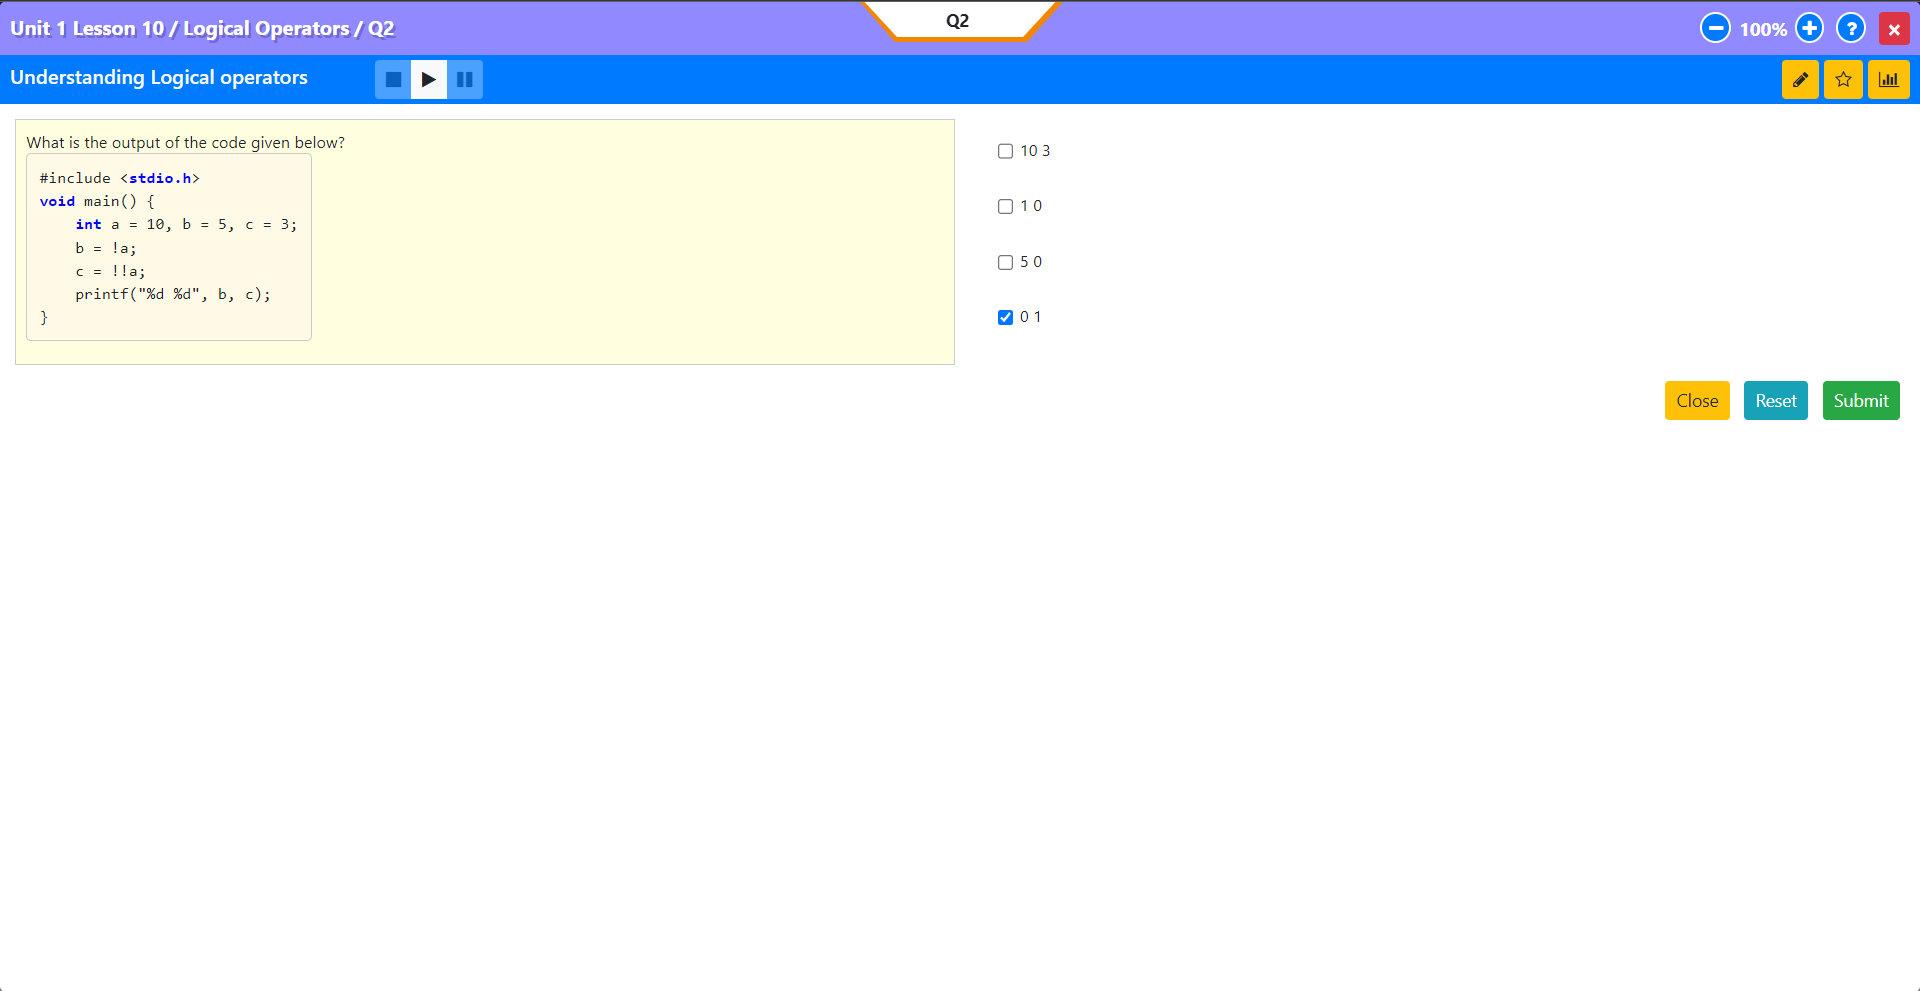 Unit 1 Lesson 10 / Logical Operators / Q2
Q2
100%
?
Understanding Logical operators
What is the output of the code given below?
#include <stdio.h>
void main() {
    int a = 10, b = 5, c = 3;
    b = !a;
    c = !!a;
    printf("%d %d", b, c);
}
10 3
1 0
5 0
0 1
Close
Reset
Submit